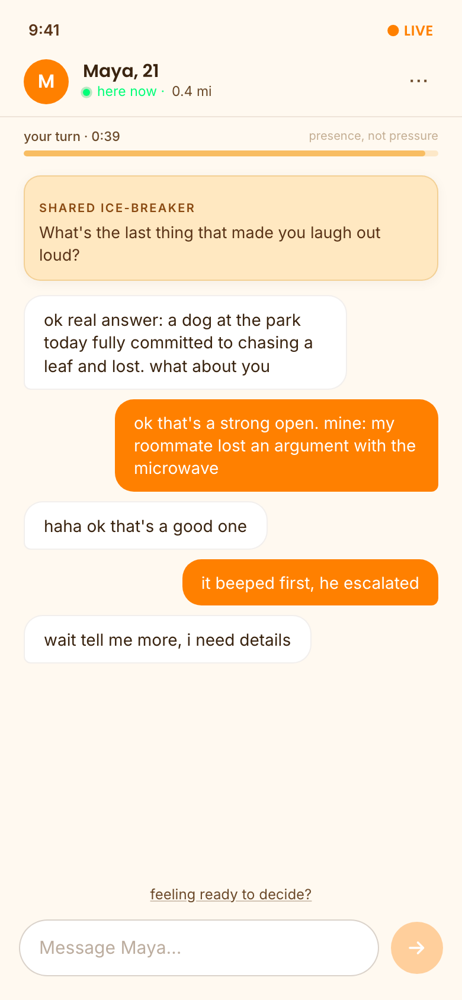 9:41
LIVE
M
Maya, 21
here now · 0.4 mi
...
your turn · 0:39
presence, not pressure
SHARED ICE-BREAKER
What's the last thing that made you laugh out
loud?
ok real answer: a dog at the park
today fully committed to chasing a
leaf and lost. what about you
ok that's a strong open. mine: my
roommate lost an argument with the
microwave
haha ok that's a good one
it beeped first, he escalated
wait tell me more, i need details
feeling ready to decide?
Message Maya...